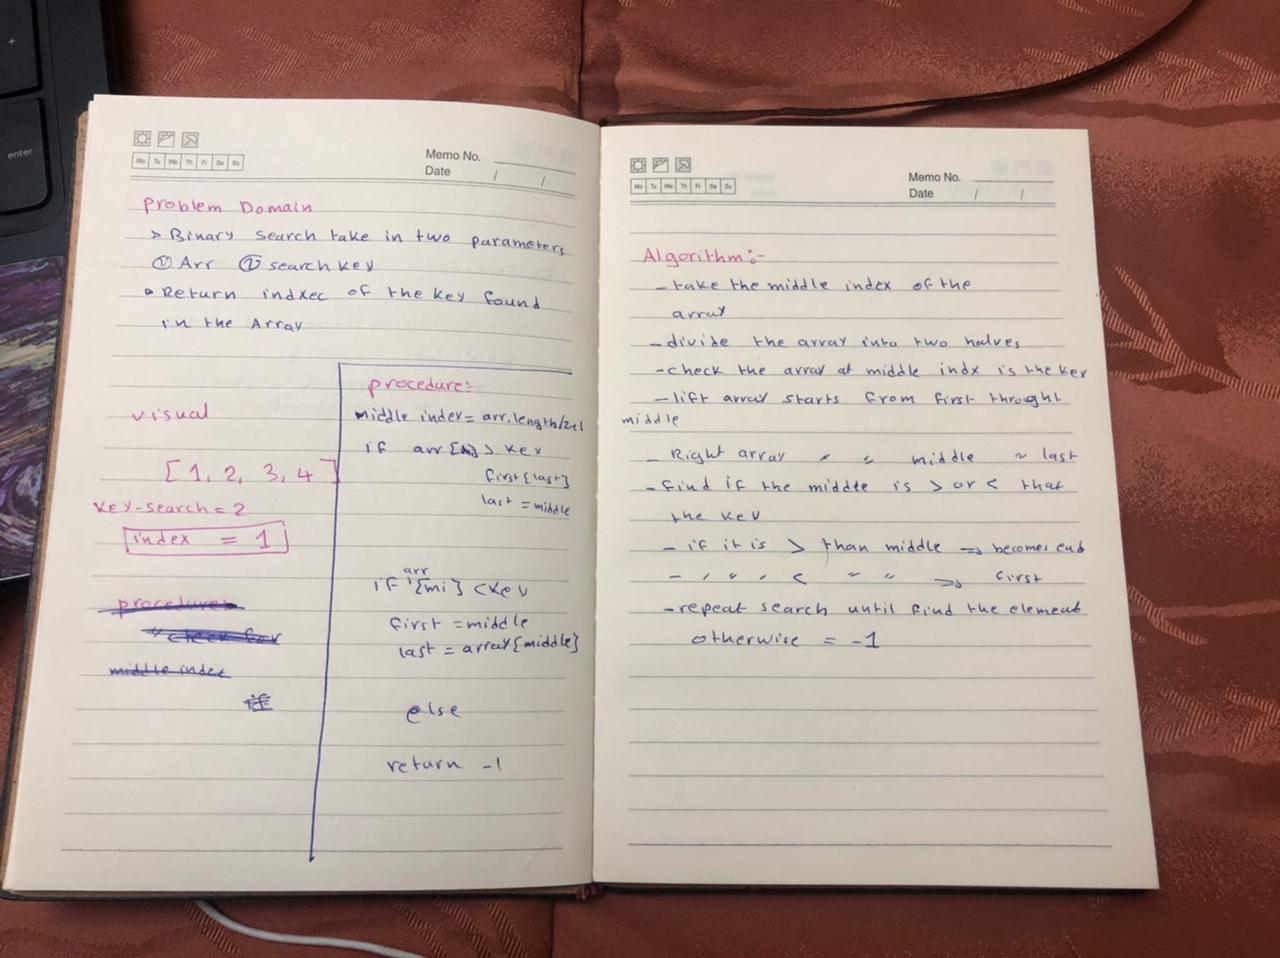 enter
Mo Tu We Th Fr Sa Su
Memo No.
Date / /
problem Domain
> Binary search take in two parameters
① Arr ② search key
Return indxec of the key found
in the Array
visual
[ 1, 2, 3, 4 ]
key-search = 2
index = 1
procedure:
check for
middle index
if
procedure:=
middle index = arr.length/2+1
if arr [mi] > key
first[last]
last = middle
arr
if [mi] < key
first = middle
last = array[middle]
else
return -1
Mo Tu We Th Fr Sa Su
Memo No.
Date / /
Algorithm:-
- take the middle index of the
array
- divide the array into two halves
- check the array at middle indx is the key
- lift array starts from first throught
middle
- Right array " " middle ~ last
- find if the middle is > or < that
the key
- if it is > than middle ⇒ becomes end
- " " " < " " ⇒ first
- repeat search until find the element
otherwise = -1